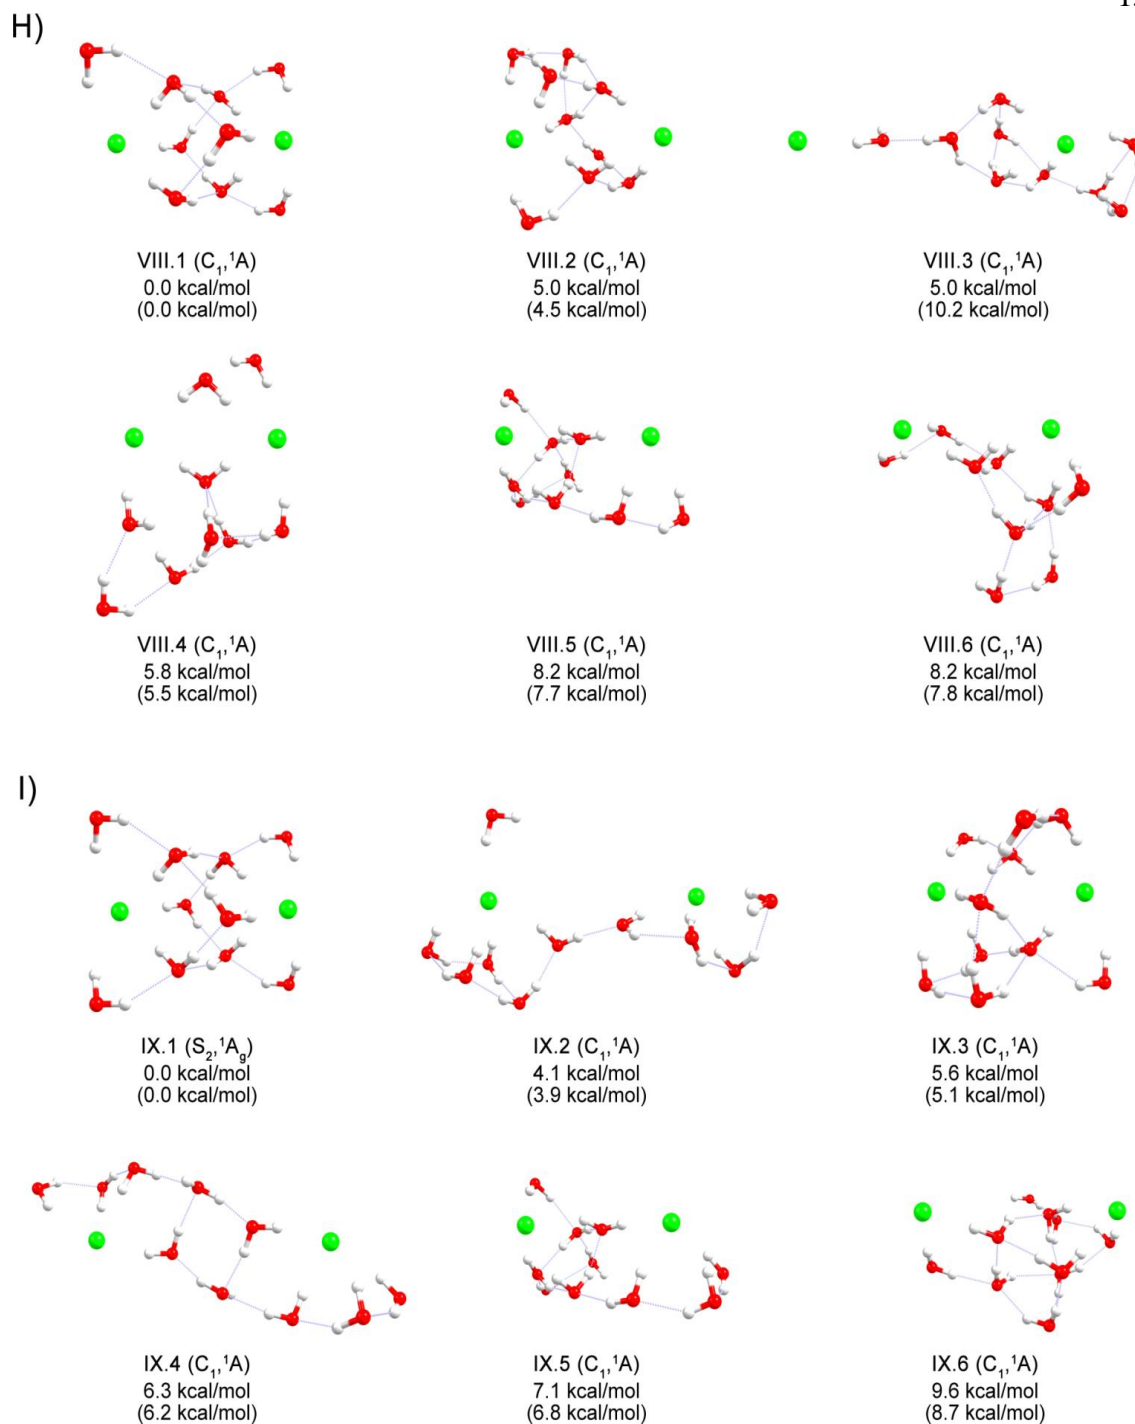 H)
VIII.1 (C₁,¹A)
0.0 kcal/mol
(0.0 kcal/mol)
VIII.2 (C₁,¹A)
5.0 kcal/mol
(4.5 kcal/mol)
VIII.3 (C₁,¹A)
5.0 kcal/mol
(10.2 kcal/mol)
VIII.4 (C₁,¹A)
5.8 kcal/mol
(5.5 kcal/mol)
VIII.5 (C₁,¹A)
8.2 kcal/mol
(7.7 kcal/mol)
VIII.6 (C₁,¹A)
8.2 kcal/mol
(7.8 kcal/mol)
I)
IX.1 (S₂,¹A_g)
0.0 kcal/mol
(0.0 kcal/mol)
IX.2 (C₁,¹A)
4.1 kcal/mol
(3.9 kcal/mol)
IX.3 (C₁,¹A)
5.6 kcal/mol
(5.1 kcal/mol)
IX.4 (C₁,¹A)
6.3 kcal/mol
(6.2 kcal/mol)
IX.5 (C₁,¹A)
7.1 kcal/mol
(6.8 kcal/mol)
IX.6 (C₁,¹A)
9.6 kcal/mol
(8.7 kcal/mol)